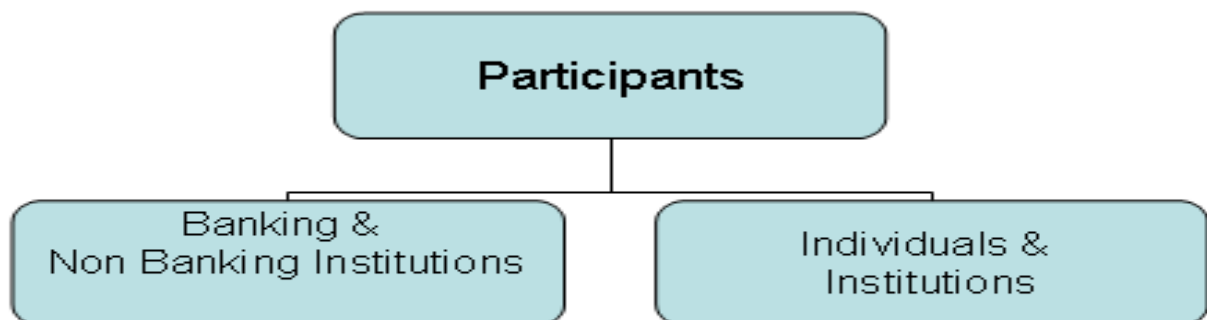 Participants
Banking &
Non Banking Institutions
Individuals &
Institutions